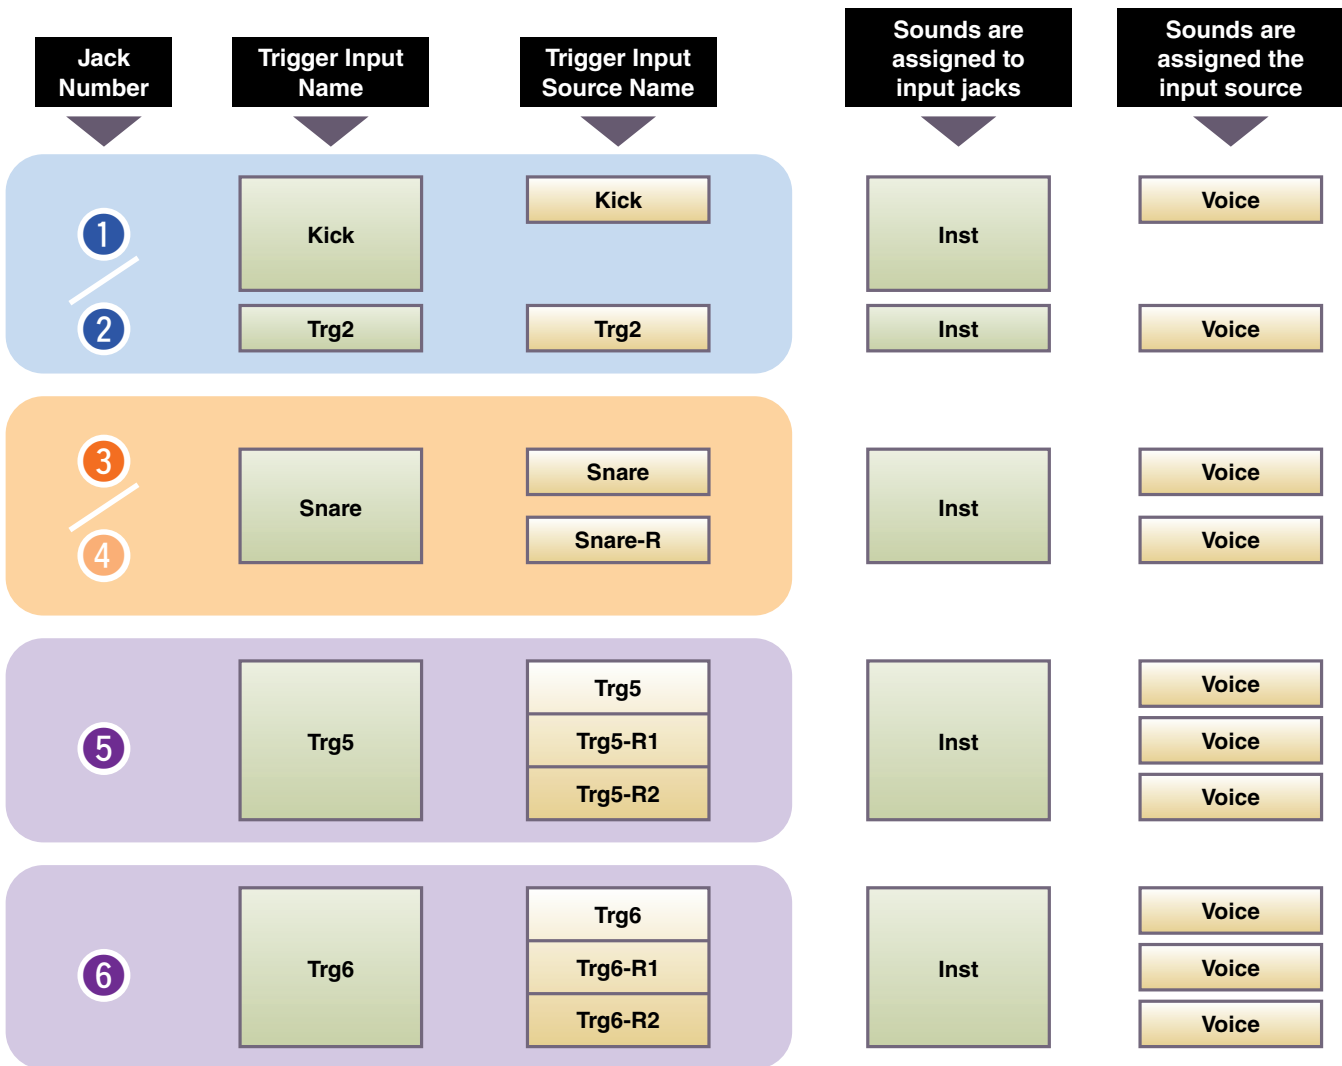 Jack
Number
Trigger Input
Name
Trigger Input
Source Name
Sounds are
assigned to
input jacks
Sounds are
assigned the
input source
1
Kick
Kick
Inst
Voice
2
Trg2
Trg2
Inst
Voice
3
Snare
Snare
Inst
Voice
4
Snare-R
Voice
5
Trg5
Trg5
Trg5-R1
Trg5-R2
Inst
Voice
Voice
Voice
6
Trg6
Trg6
Trg6-R1
Trg6-R2
Inst
Voice
Voice
Voice